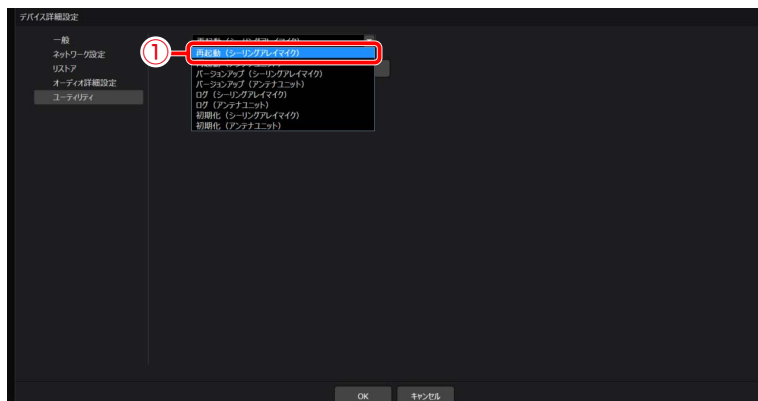 デバイス詳細設定
一般
ネットワーク設定
リストア
オーディオ詳細設定
ユーティリティ
①
再起動（シーリングアレイマイク）
バージョンアップ（シーリングアレイマイク）
バージョンアップ（アンテナユニット）
ログ（シーリングアレイマイク）
ログ（アンテナユニット）
初期化（シーリングアレイマイク）
初期化（アンテナユニット）
OK
キャンセル